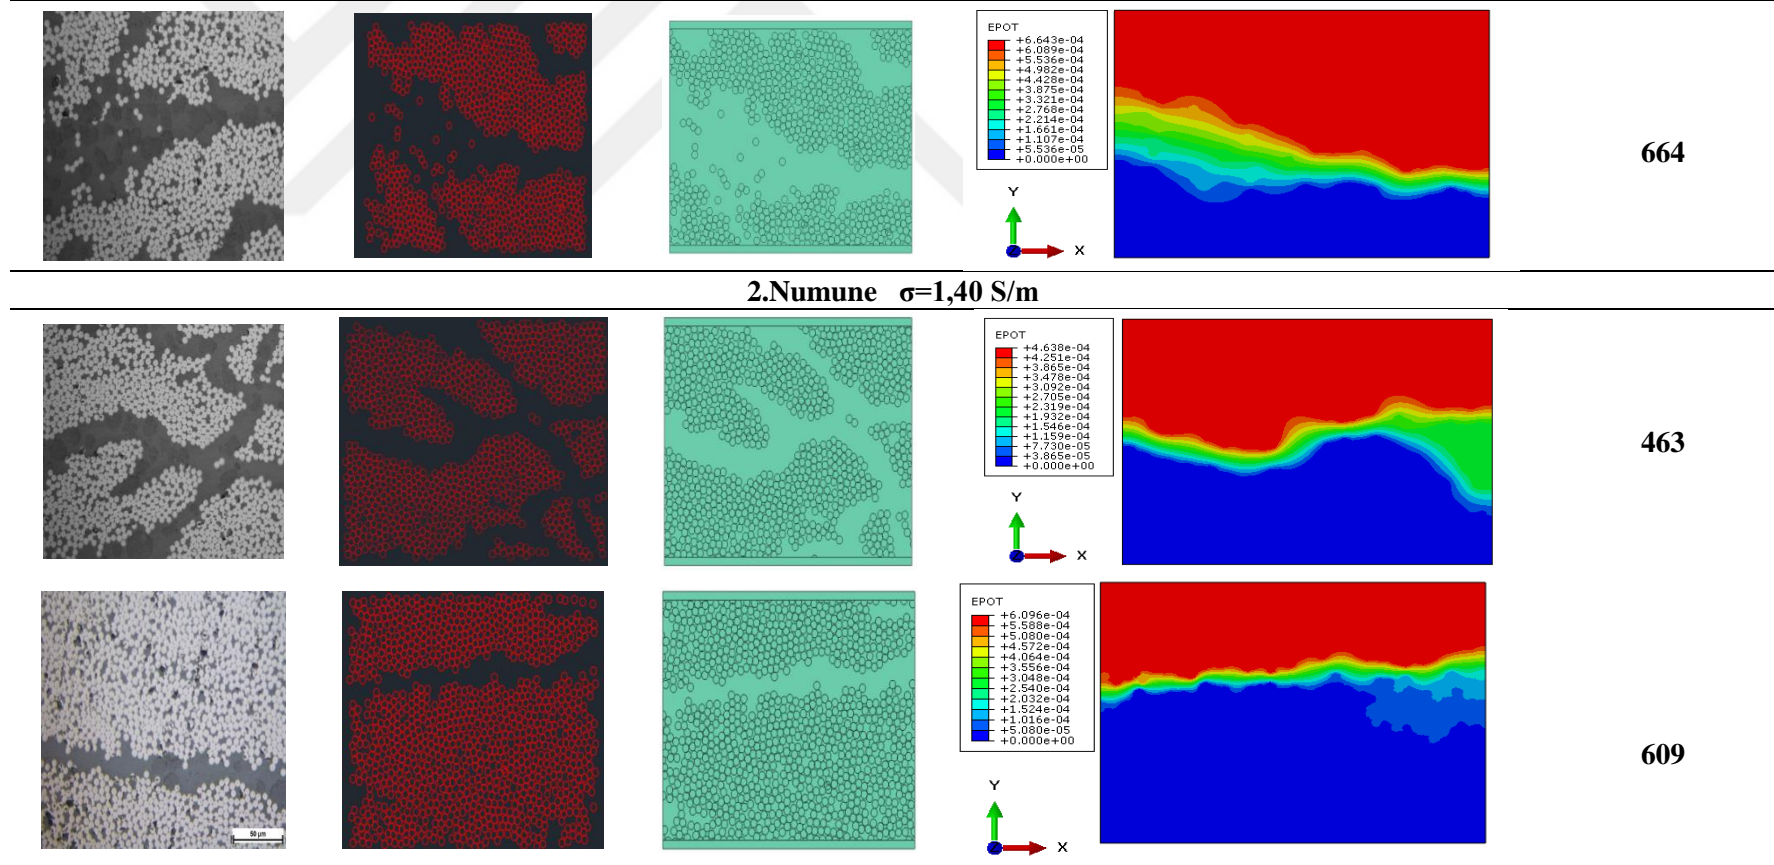 EPOT
+6.643e-04
+6.089e-04
+5.536e-04
+4.982e-04
+4.428e-04
+3.875e-04
+3.321e-04
+2.768e-04
+2.214e-04
+1.661e-04
+1.107e-04
+5.536e-05
+0.000e+00
Y
X
664
2.Numune σ=1,40 S/m
EPOT
+4.638e-04
+4.251e-04
+3.865e-04
+3.478e-04
+3.092e-04
+2.705e-04
+2.319e-04
+1.932e-04
+1.546e-04
+1.159e-04
+7.730e-05
+3.865e-05
+0.000e+00
Y
X
463
50 µm
EPOT
+6.096e-04
+5.588e-04
+5.080e-04
+4.572e-04
+4.064e-04
+3.556e-04
+3.048e-04
+2.540e-04
+2.032e-04
+1.524e-04
+1.016e-04
+5.080e-05
+0.000e+00
Y
X
609